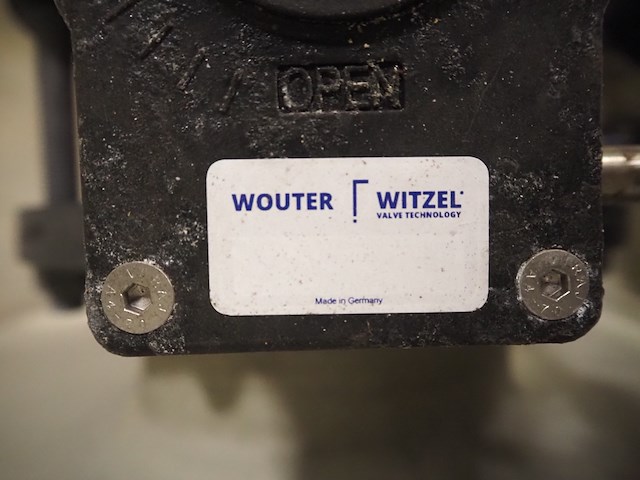 OPEN
WOUTER WITZEL
VALVE TECHNOLOGY
Made in Germany